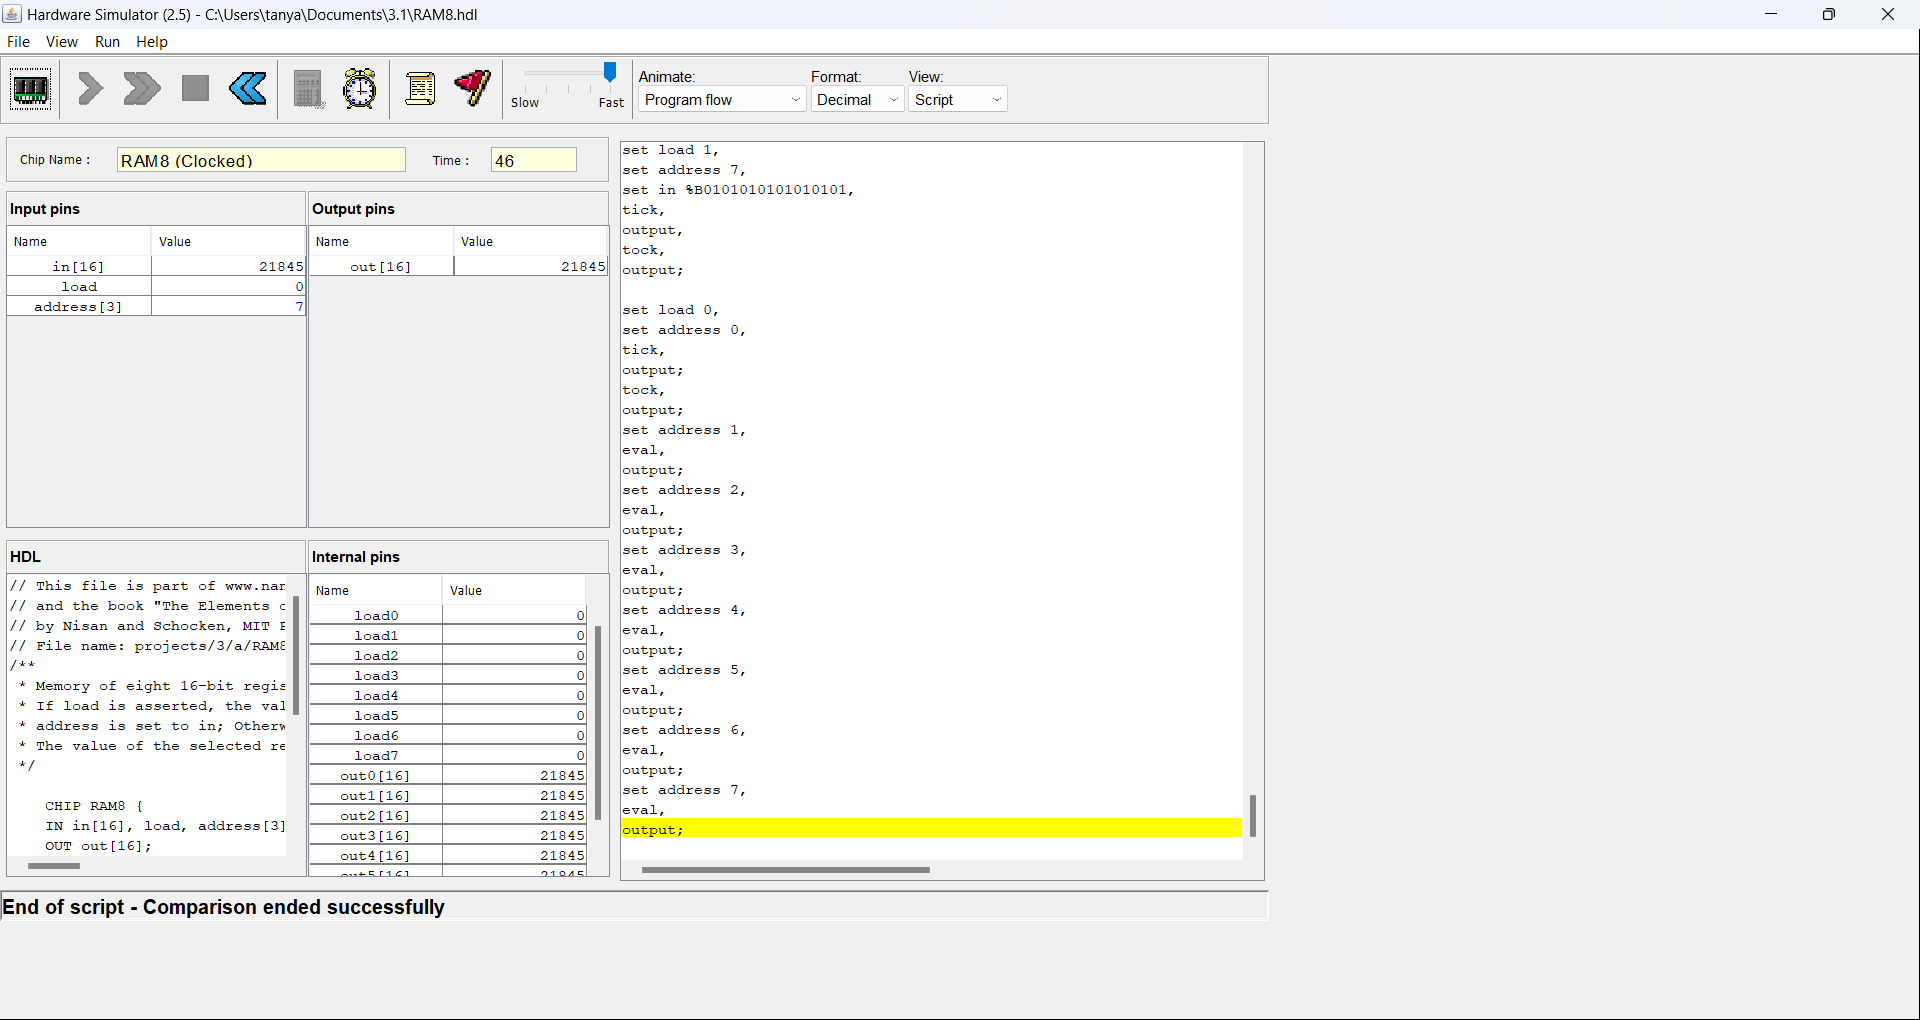 Hardware Simulator (2.5) - C:\Users\tanya\Documents\3.1\RAM8.hdl
File View Run Help
Slow Fast
Animate: Format: View:
Program flow Decimal Script
Chip Name : RAM8 (Clocked) Time : 46
Input pins
Name Value
in[16] 21845
load 0
address[3] 7
Output pins
Name Value
out[16] 21845
HDL
// This file is part of www.nan
// and the book "The Elements o
// by Nisan and Schocken, MIT P
// File name: projects/3/a/RAM8
/**
* Memory of eight 16-bit regis
* If load is asserted, the val
* address is set to in; Otherw
* The value of the selected re
*/
CHIP RAM8 {
IN in[16], load, address[3]
OUT out[16];
Internal pins
Name Value
load0 0
load1 0
load2 0
load3 0
load4 0
load5 0
load6 0
load7 0
out0[16] 21845
out1[16] 21845
out2[16] 21845
out3[16] 21845
out4[16] 21845
out5[16] 21845
set load 1,
set address 7,
set in %B0101010101010101,
tick,
output,
tock,
output;
set load 0,
set address 0,
tick,
output;
tock,
output;
set address 1,
eval,
output;
set address 2,
eval,
output;
set address 3,
eval,
output;
set address 4,
eval,
output;
set address 5,
eval,
output;
set address 6,
eval,
output;
set address 7,
eval,
output;
End of script - Comparison ended successfully